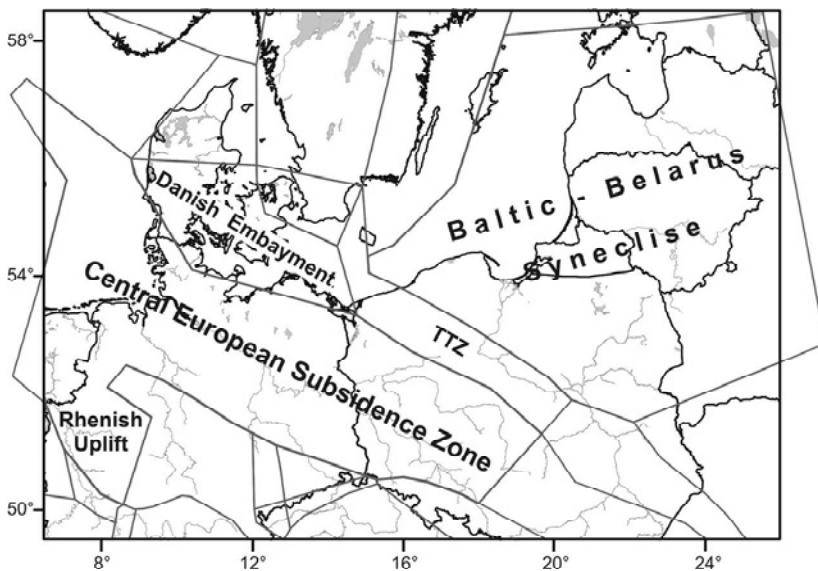 58°
Baltic - Belarus
Syneclise
Danish Embayment
54°
Central European Subsidence Zone
TTZ
Rhenish
Uplift
50°
8°
12°
16°
20°
24°